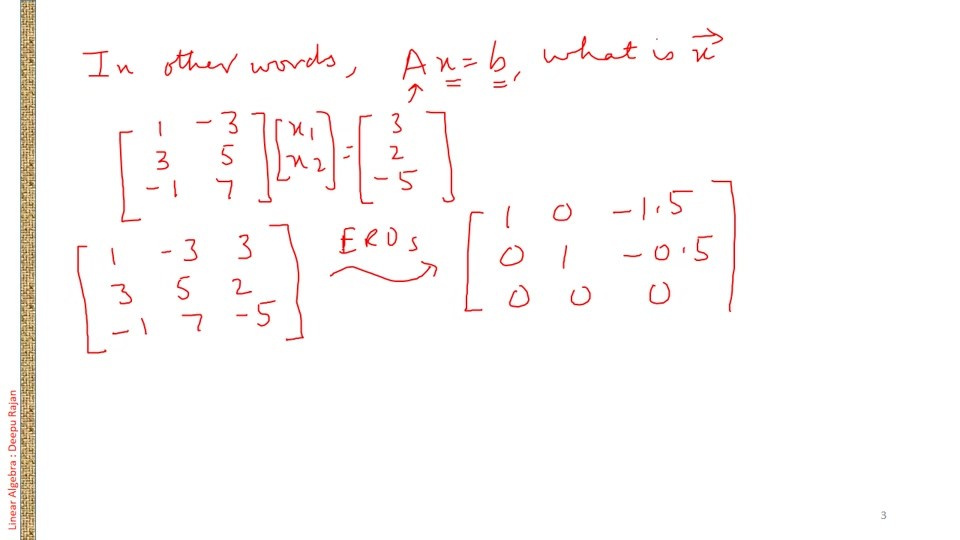 In other words, A x = b, what is x
1 -3 x1 3
3 5 x2 = 2
-1 7 -5
1 -3 3 EROs 1 0 -1.5
3 5 2 0 1 -0.5
-1 7 -5 0 0 0
Linear Algebra : Deepu Rajan
3